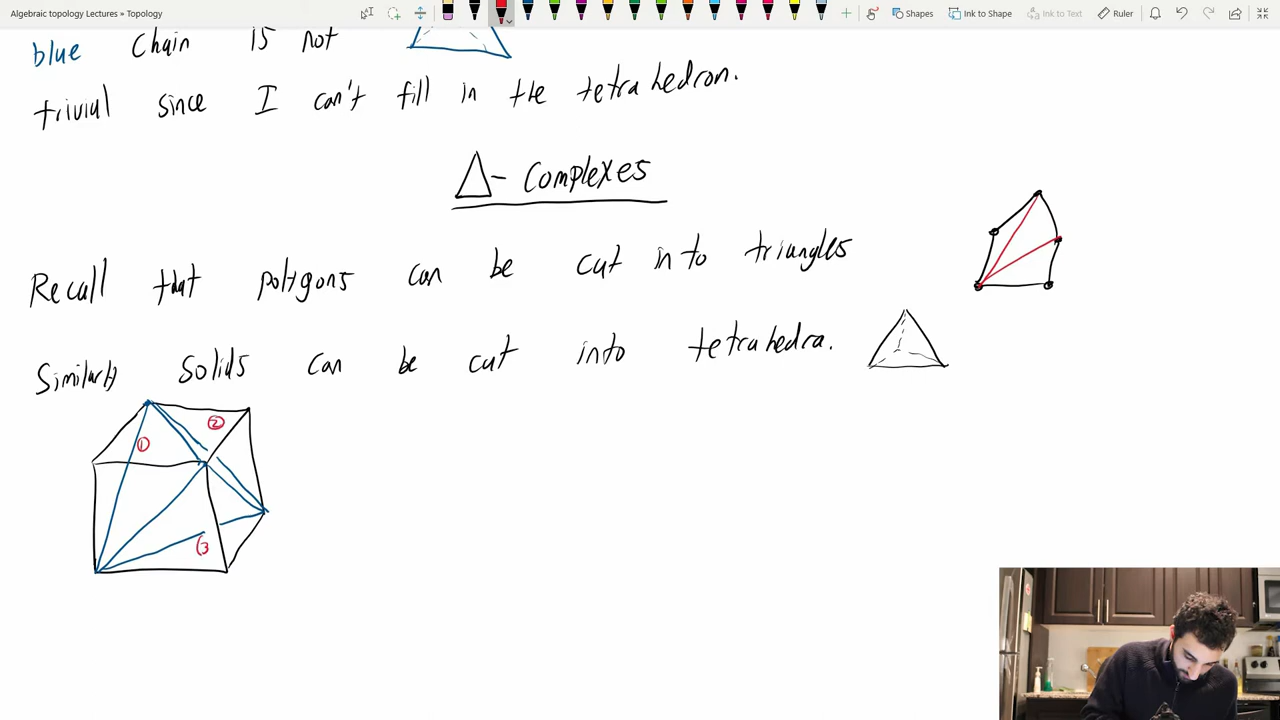 Algebraic topology Lectures » Topology
Shapes Ink to Shape Ink to Text Ruler
blue Chain is not
trivial since I can't fill in the tetrahedron.
Δ- Complexes
Recall that polygons can be cut into triangles
Similarly solids can be cut into tetrahedra.
① ②
③